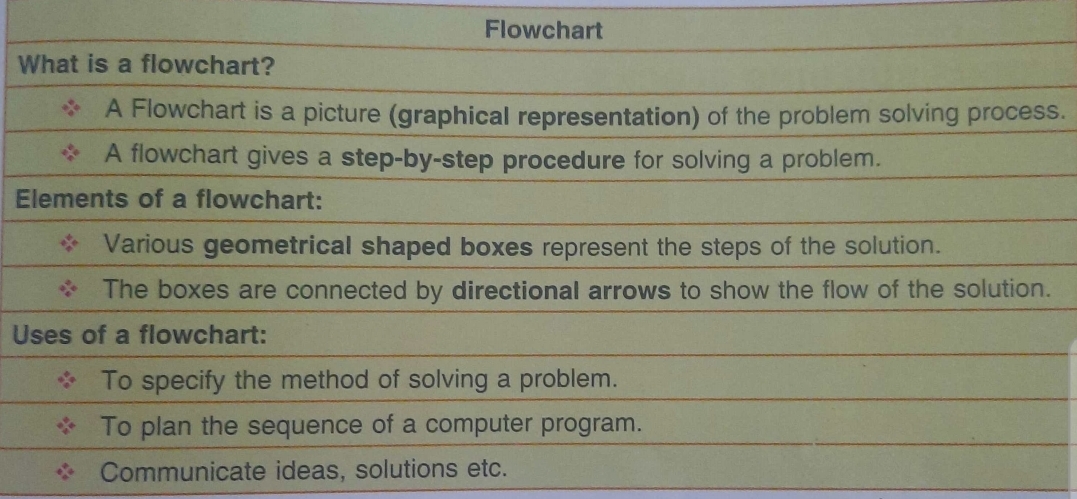 Flowchart
What is a flowchart?
❖ A Flowchart is a picture (graphical representation) of the problem solving process.
❖ A flowchart gives a step-by-step procedure for solving a problem.
Elements of a flowchart:
❖ Various geometrical shaped boxes represent the steps of the solution.
❖ The boxes are connected by directional arrows to show the flow of the solution.
Uses of a flowchart:
❖ To specify the method of solving a problem.
❖ To plan the sequence of a computer program.
❖ Communicate ideas, solutions etc.